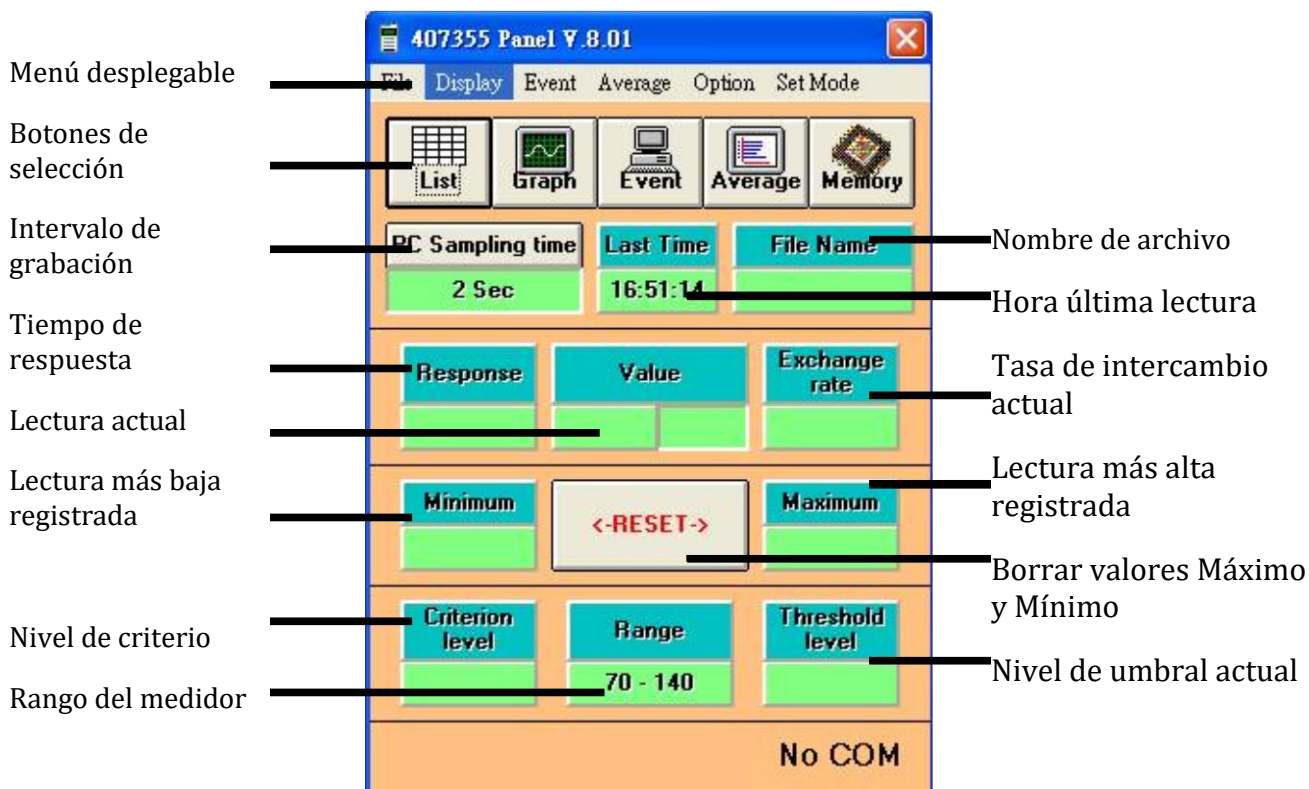 407355 Panel V.8.01
File Display Event Average Option Set Mode
List Graph Event Average Memory
PC Sampling time Last Time File Name
2 Sec 16:51:14
Response Value Exchange
rate
Minimum <-RESET-> Maximum
Criterion
level
Range
Threshold
level
70 - 140
No COM
Menú desplegable
Botones de
selección
Intervalo de
grabación
Tiempo de
respuesta
Lectura actual
Lectura más baja
registrada
Nivel de criterio
Rango del medidor
Nombre de archivo
Hora última lectura
Tasa de intercambio
actual
Lectura más alta
registrada
Borrar valores Máximo
y Mínimo
Nivel de umbral actual